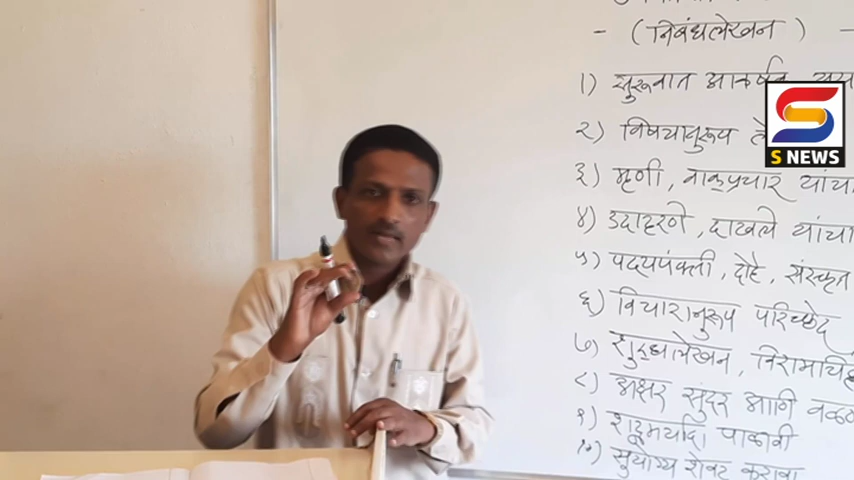 - (निबंधलेखन) -
१) सुरूवात आकर्षक
२) विषयानुरूप
S NEWS
३) म्हणी, वाक्प्रचार यांचा
४) उदाहरणे, दाखले यांचा
५) पद्यपंक्ती, दोहे, संस्कृत
६) विचारानुरूप परिच्छेद
७) शुद्धलेखन, विरामचिन्ह
८) अक्षर सुंदर आणि
९) शब्दमर्यादा पाळावी
१०) सुयोग्य शेवट करावा